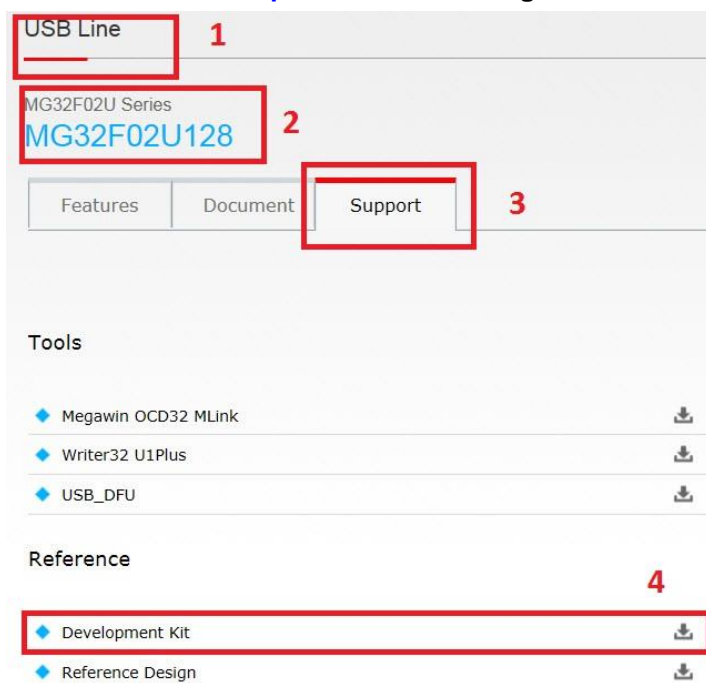 USB Line
1
MG32F02U Series
MG32F02U128
2
Features Document Support
3
Tools
Megawin OCD32 MLink
Writer32 U1Plus
USB_DFU
Reference
4
Development Kit
Reference Design